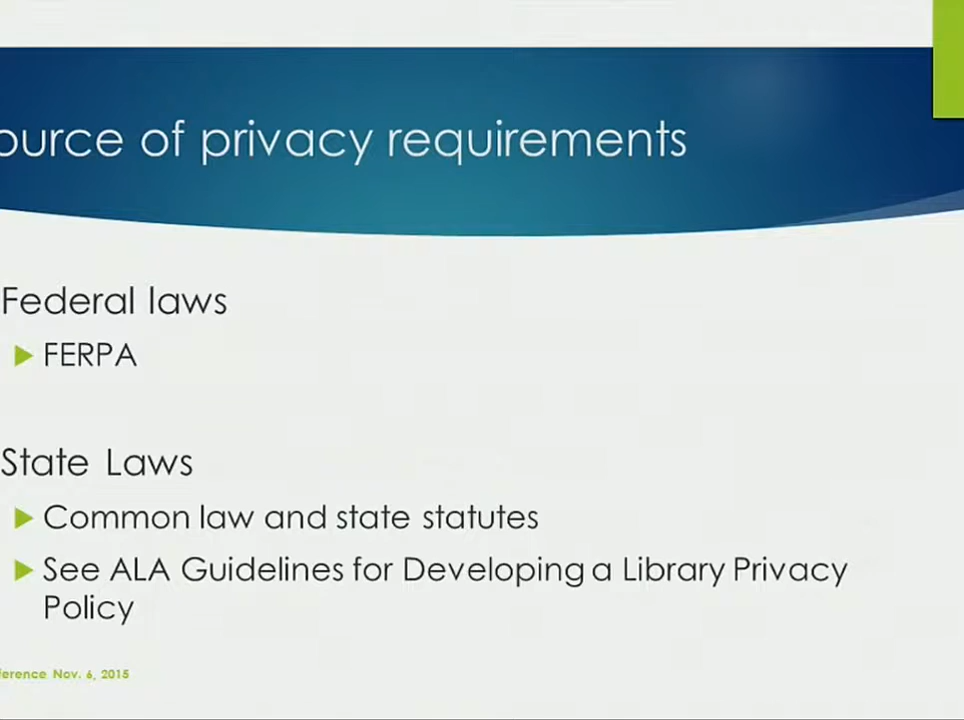 ource of privacy requirements
Federal laws
FERPA
State Laws
Common law and state statutes
See ALA Guidelines for Developing a Library Privacy
Policy
ference Nov. 6, 2015